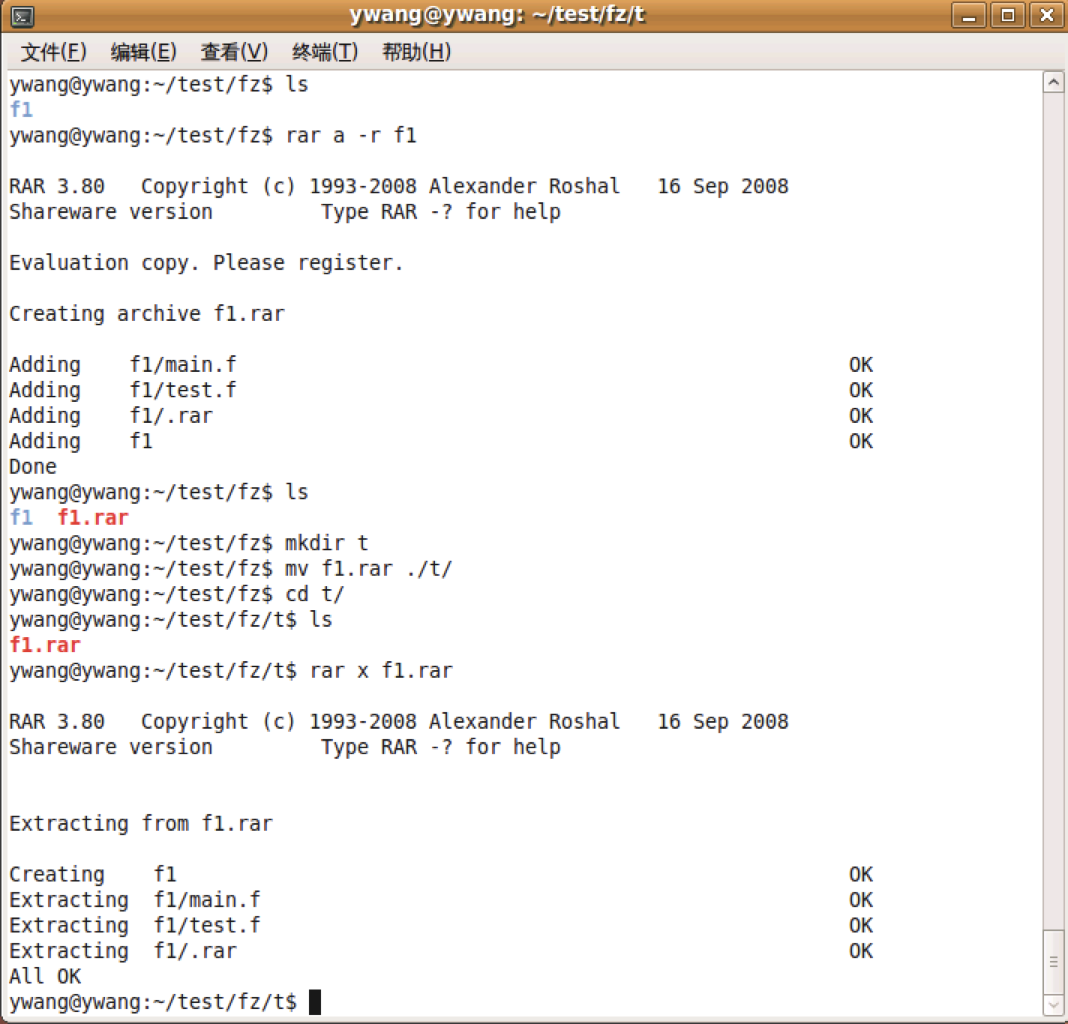 ywang@ywang: ~/test/fz/t
文件(F) 编辑(E) 查看(V) 终端(T) 帮助(H)
ywang@ywang:~/test/fz$ ls
f1
ywang@ywang:~/test/fz$ rar a -r f1
RAR 3.80   Copyright (c) 1993-2008 Alexander Roshal   16 Sep 2008
Shareware version         Type RAR -? for help
Evaluation copy. Please register.
Creating archive f1.rar
Adding    f1/main.f                                                   OK
Adding    f1/test.f                                                   OK
Adding    f1/.rar                                                     OK
Adding    f1                                                          OK
Done
ywang@ywang:~/test/fz$ ls
f1  f1.rar
ywang@ywang:~/test/fz$ mkdir t
ywang@ywang:~/test/fz$ mv f1.rar ./t/
ywang@ywang:~/test/fz$ cd t/
ywang@ywang:~/test/fz/t$ ls
f1.rar
ywang@ywang:~/test/fz/t$ rar x f1.rar
RAR 3.80   Copyright (c) 1993-2008 Alexander Roshal   16 Sep 2008
Shareware version         Type RAR -? for help
Extracting from f1.rar
Creating    f1                                                        OK
Extracting  f1/main.f                                                 OK
Extracting  f1/test.f                                                 OK
Extracting  f1/.rar                                                   OK
All OK
ywang@ywang:~/test/fz/t$